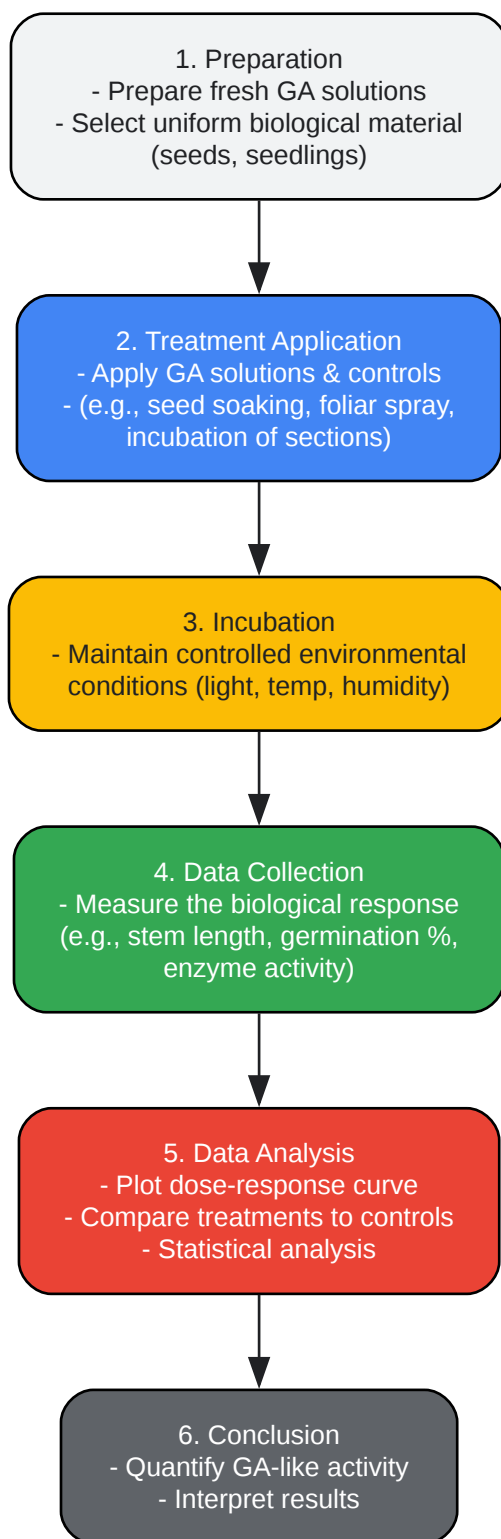 1. Preparation
- Prepare fresh GA solutions
- Select uniform biological material
(seeds, seedlings)
2. Treatment Application
- Apply GA solutions & controls
- (e.g., seed soaking, foliar spray,
incubation of sections)
3. Incubation
- Maintain controlled environmental
conditions (light, temp, humidity)
4. Data Collection
- Measure the biological response
(e.g., stem length, germination %,
enzyme activity)
5. Data Analysis
- Plot dose-response curve
- Compare treatments to controls
- Statistical analysis
6. Conclusion
- Quantify GA-like activity
- Interpret results